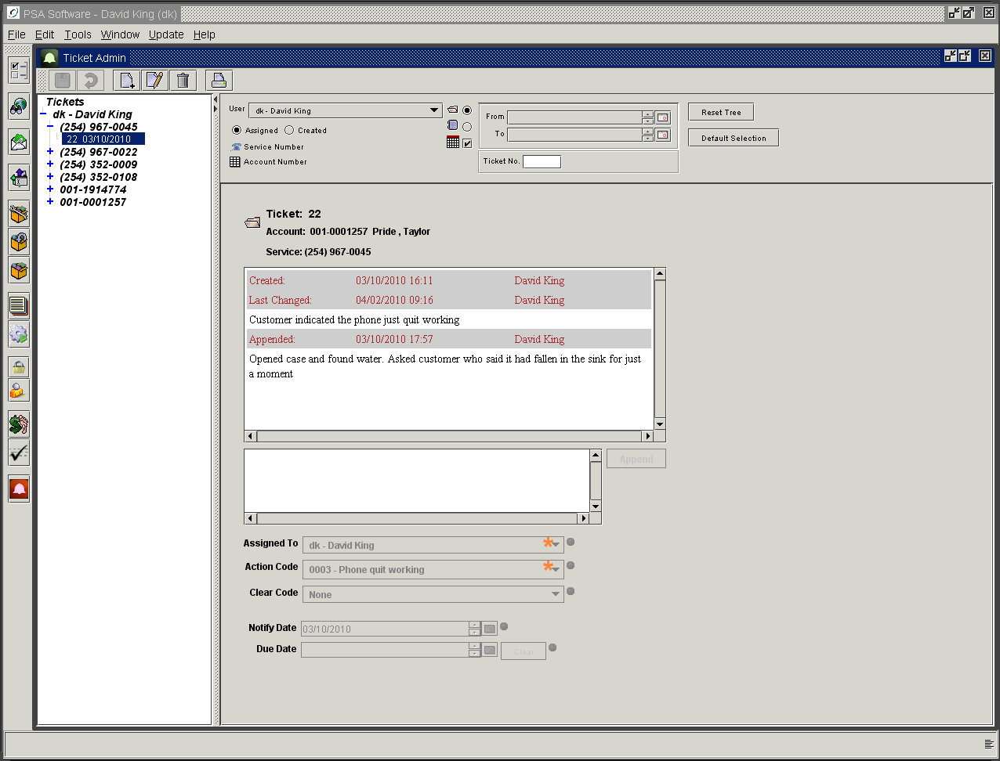 PSA Software - David King (dk)
File Edit Tools Window Update Help
Ticket Admin
Tickets
dk - David King
(254) 967-0045
22 03/10/2010
(254) 967-0022
(254) 352-0009
(254) 352-0108
001-1914774
001-0001257
User dk - David King
Assigned Created
Service Number
Account Number
From
To
Ticket No.
Reset Tree
Default Selection
Ticket: 22
Account: 001-0001257 Pride , Taylor
Service: (254) 967-0045
Created: 03/10/2010 16:11 David King
Last Changed: 04/02/2010 09:16 David King
Customer indicated the phone just quit working
Appended: 03/10/2010 17:57 David King
Opened case and found water. Asked customer who said it had fallen in the sink for just
a moment
Append
Assigned To dk - David King
Action Code 0003 - Phone quit working
Clear Code None
Notify Date 03/10/2010
Due Date Clear